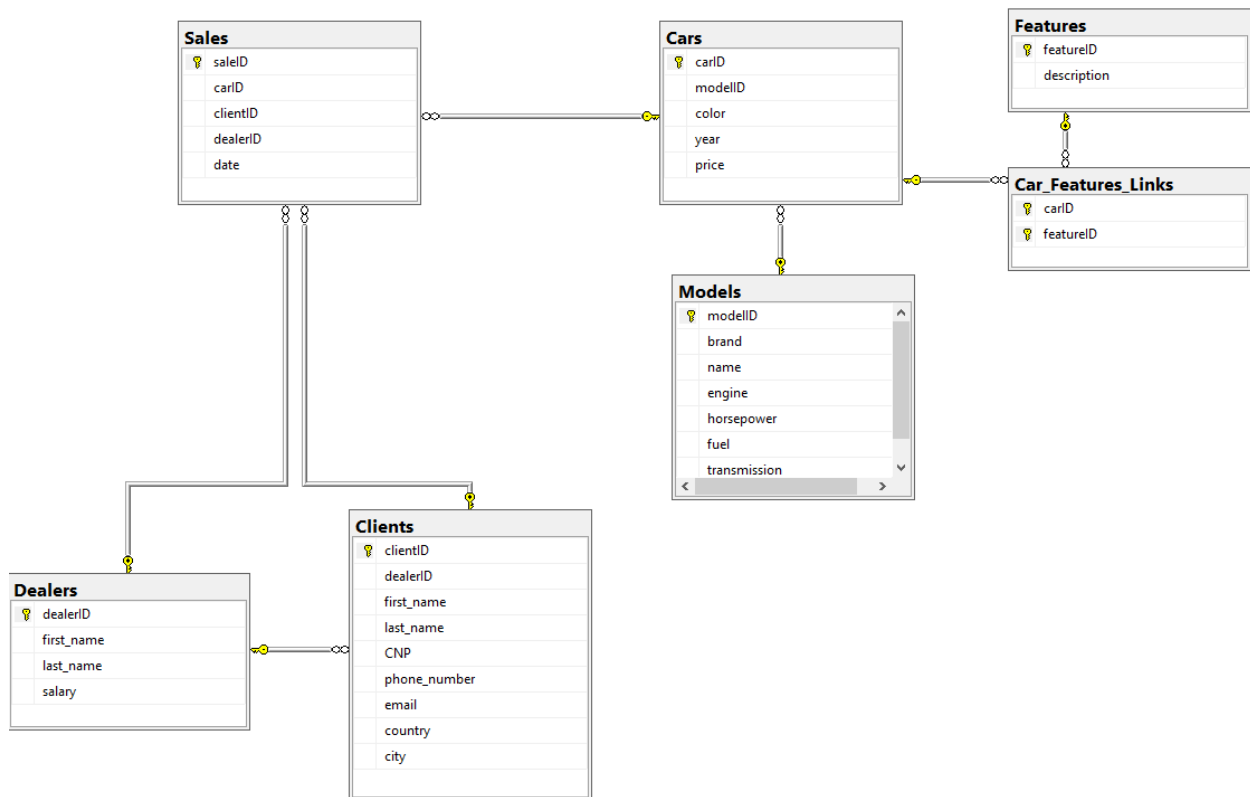 Sales
saleID
carID
clientID
dealerID
date
Cars
carID
modelID
color
year
price
Features
featureID
description
Car_Features_Links
carID
featureID
Models
modelID
brand
name
engine
horsepower
fuel
transmission
Clients
clientID
dealerID
first_name
last_name
CNP
phone_number
email
country
city
Dealers
dealerID
first_name
last_name
salary